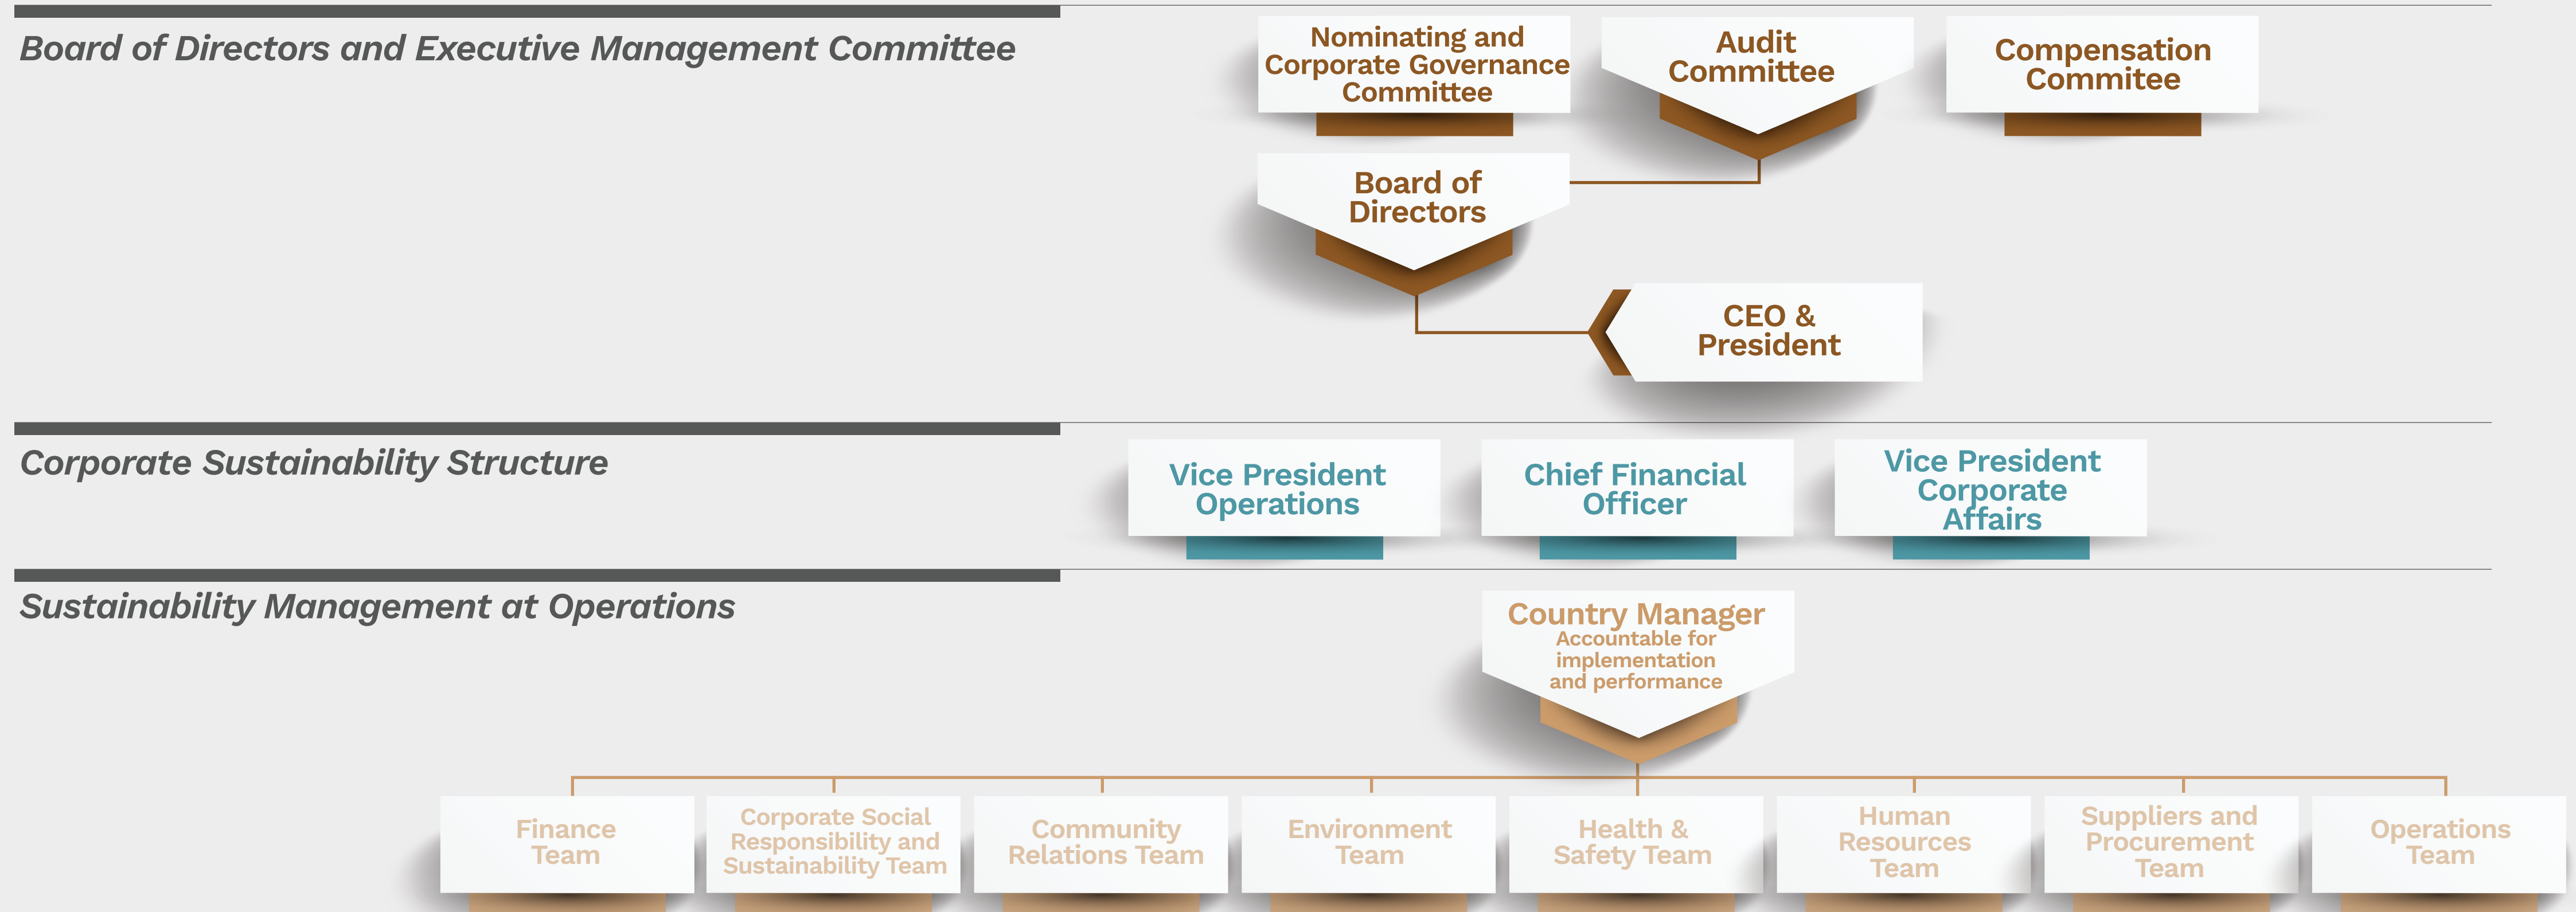 Board of Directors and Executive Management Committee
Nominating and
Corporate Governance
Committee
Audit
Committee
Compensation
Commitee
Board of
Directors
CEO &
President
Corporate Sustainability Structure
Vice President
Operations
Chief Financial
Officer
Vice President
Corporate
Affairs
Sustainability Management at Operations
Country Manager
Accountable for
implementation
and performance
Finance
Team
Corporate Social
Responsibility and
Sustainability Team
Community
Relations Team
Environment
Team
Health &
Safety Team
Human
Resources
Team
Suppliers and
Procurement
Team
Operations
Team